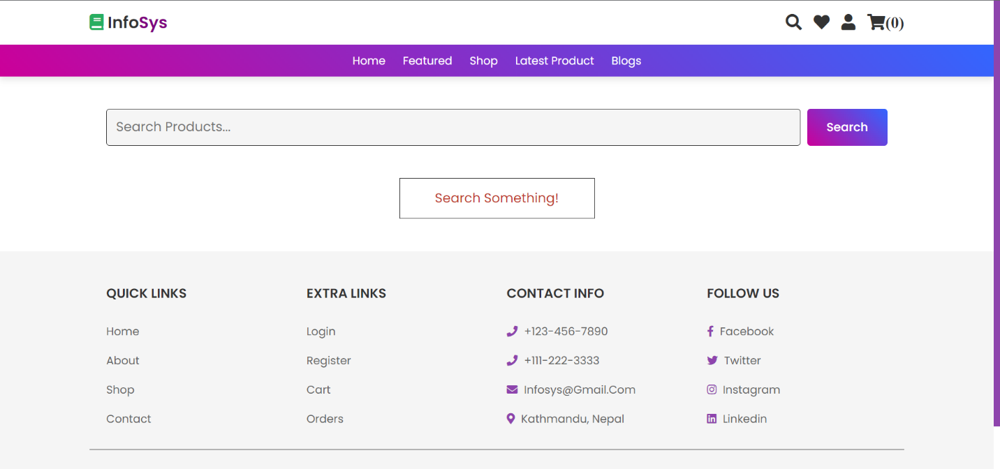 InfoSys
(0)
Home Featured Shop Latest Product Blogs
Search Products...
Search
Search Something!
QUICK LINKS
Home
About
Shop
Contact
EXTRA LINKS
Login
Register
Cart
Orders
CONTACT INFO
+123-456-7890
+111-222-3333
Infosys@Gmail.Com
Kathmandu, Nepal
FOLLOW US
Facebook
Twitter
Instagram
Linkedin